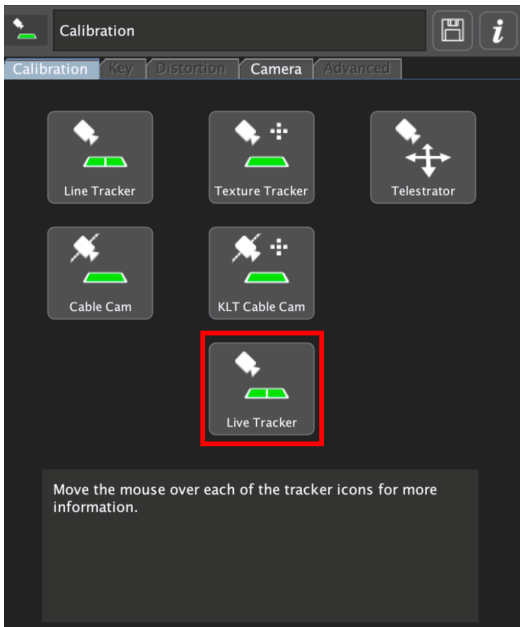 Calibration
i
Calibration Key Distortion Camera Advanced
Line Tracker Texture Tracker Telestrator
Cable Cam KLT Cable Cam
Live Tracker
Move the mouse over each of the tracker icons for more
information.